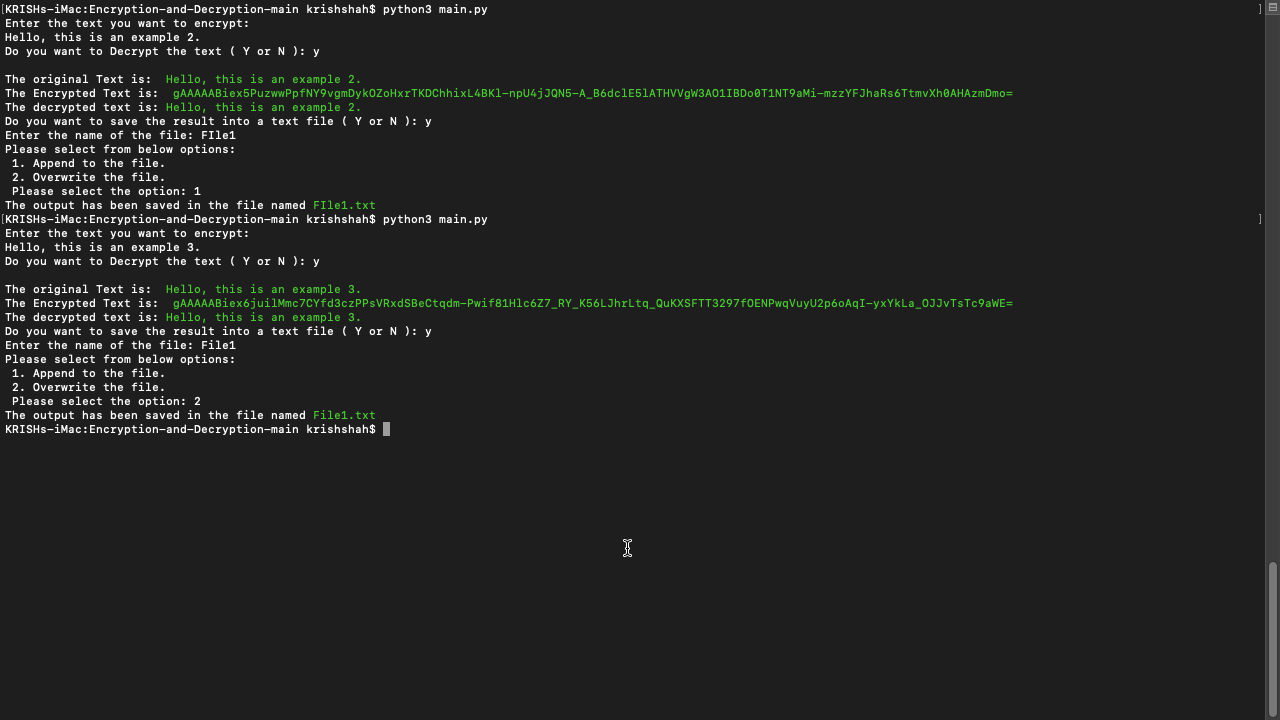 [KRISHs-iMac:Encryption-and-Decryption-main krishshah$ python3 main.py ]
Enter the text you want to encrypt:
Hello, this is an example 2.
Do you want to Decrypt the text ( Y or N ): y
The original Text is:  Hello, this is an example 2.
The Encrypted Text is:  gAAAAABiex5PuzwwPpfNY9vgmDykOZoHxrTKDChhixL4BKl-npU4jJQN5-A_B6dclE5lATHVVgW3AO1IBDo0T1NT9aMi-mzzYFJhaRs6TtmvXh0AHAzmDmo=
The decrypted text is: Hello, this is an example 2.
Do you want to save the result into a text file ( Y or N ): y
Enter the name of the file: FIle1
Please select from below options:
1. Append to the file.
2. Overwrite the file.
Please select the option: 1
The output has been saved in the file named FIle1.txt
[KRISHs-iMac:Encryption-and-Decryption-main krishshah$ python3 main.py ]
Enter the text you want to encrypt:
Hello, this is an example 3.
Do you want to Decrypt the text ( Y or N ): y
The original Text is:  Hello, this is an example 3.
The Encrypted Text is:  gAAAAABiex6juilMmc7CYfd3czPPsVRxdSBeCtqdm-Pwif81Hlc6Z7_RY_K56LJhrLtq_QuKXSFTT3297fOENPwqVuyU2p6oAqI-yxYkLa_OJJvTsTc9aWE=
The decrypted text is: Hello, this is an example 3.
Do you want to save the result into a text file ( Y or N ): y
Enter the name of the file: File1
Please select from below options:
1. Append to the file.
2. Overwrite the file.
Please select the option: 2
The output has been saved in the file named File1.txt
KRISHs-iMac:Encryption-and-Decryption-main krishshah$